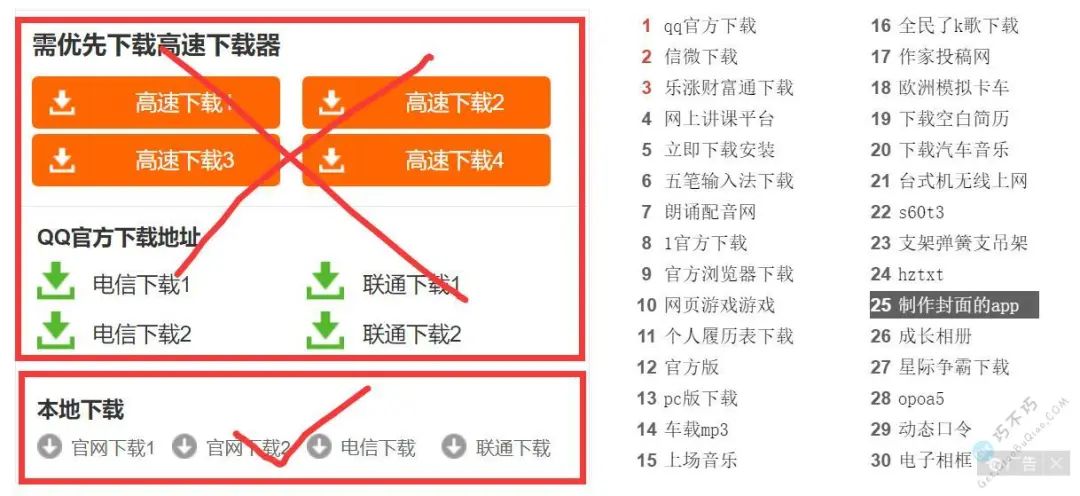 需优先下载高速下载器
高速下载1 高速下载2
高速下载3 高速下载4
QQ官方下载地址
电信下载1 联通下载1
电信下载2 联通下载2
本地下载
官网下载1 官网下载2 电信下载 联通下载
1 qq官方下载
2 信微下载
3 乐涨财富通下载
4 网上讲课平台
5 立即下载安装
6 五笔输入法下载
7 朗诵配音网
8 1官方下载
9 官方浏览器下载
10 网页游戏游戏
11 个人履历表下载
12 官方版
13 pc版下载
14 车载mp3
15 上场音乐
16 全民了k歌下载
17 作家投稿网
18 欧洲模拟卡车
19 下载空白简历
20 下载汽车音乐
21 台式机无线上网
22 s60t3
23 支架弹簧支吊架
24 hztxt
25 制作封面的app
26 成长相册
27 星际争霸下载
28 opoa5
29 动态口令
30 电子相框
广告
巧不巧